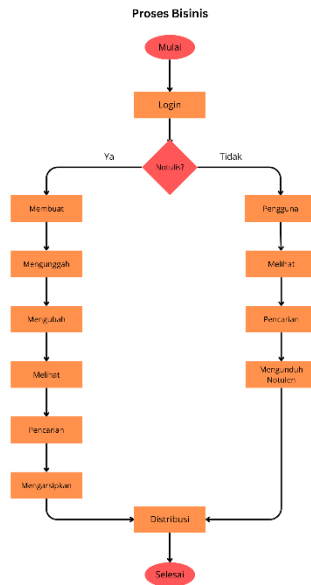 Proses Bisinis
Mulai
Login
Notulis?
Ya
Tidak
Membuat
Mengunggah
Mengubah
Melihat
Pencarian
Mengarsipkan
Pengguna
Melihat
Pencarian
Mengunduh
Notulen
Distribusi
Selesai